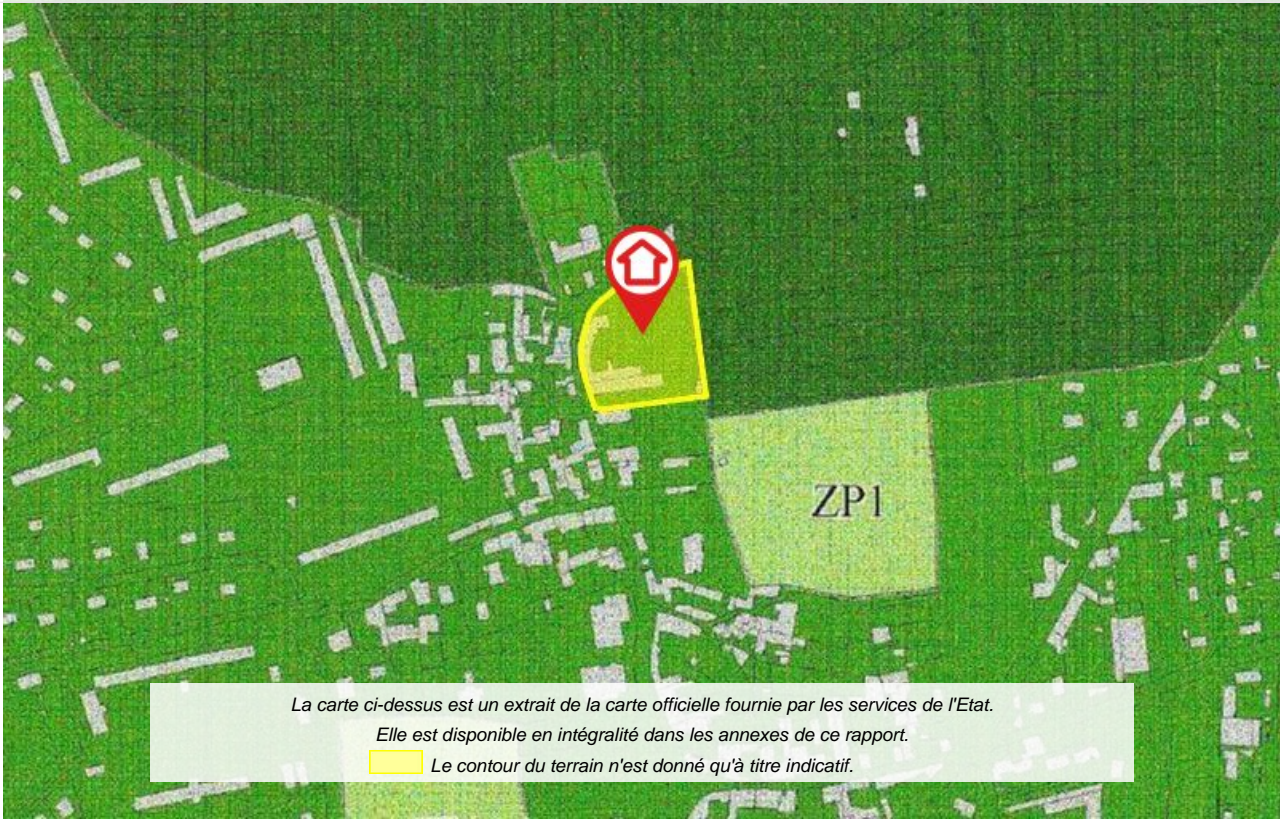 ZP1
La carte ci-dessus est un extrait de la carte officielle fournie par les services de l'Etat.
Elle est disponible en intégralité dans les annexes de ce rapport.
Le contour du terrain n'est donné qu'à titre indicatif.